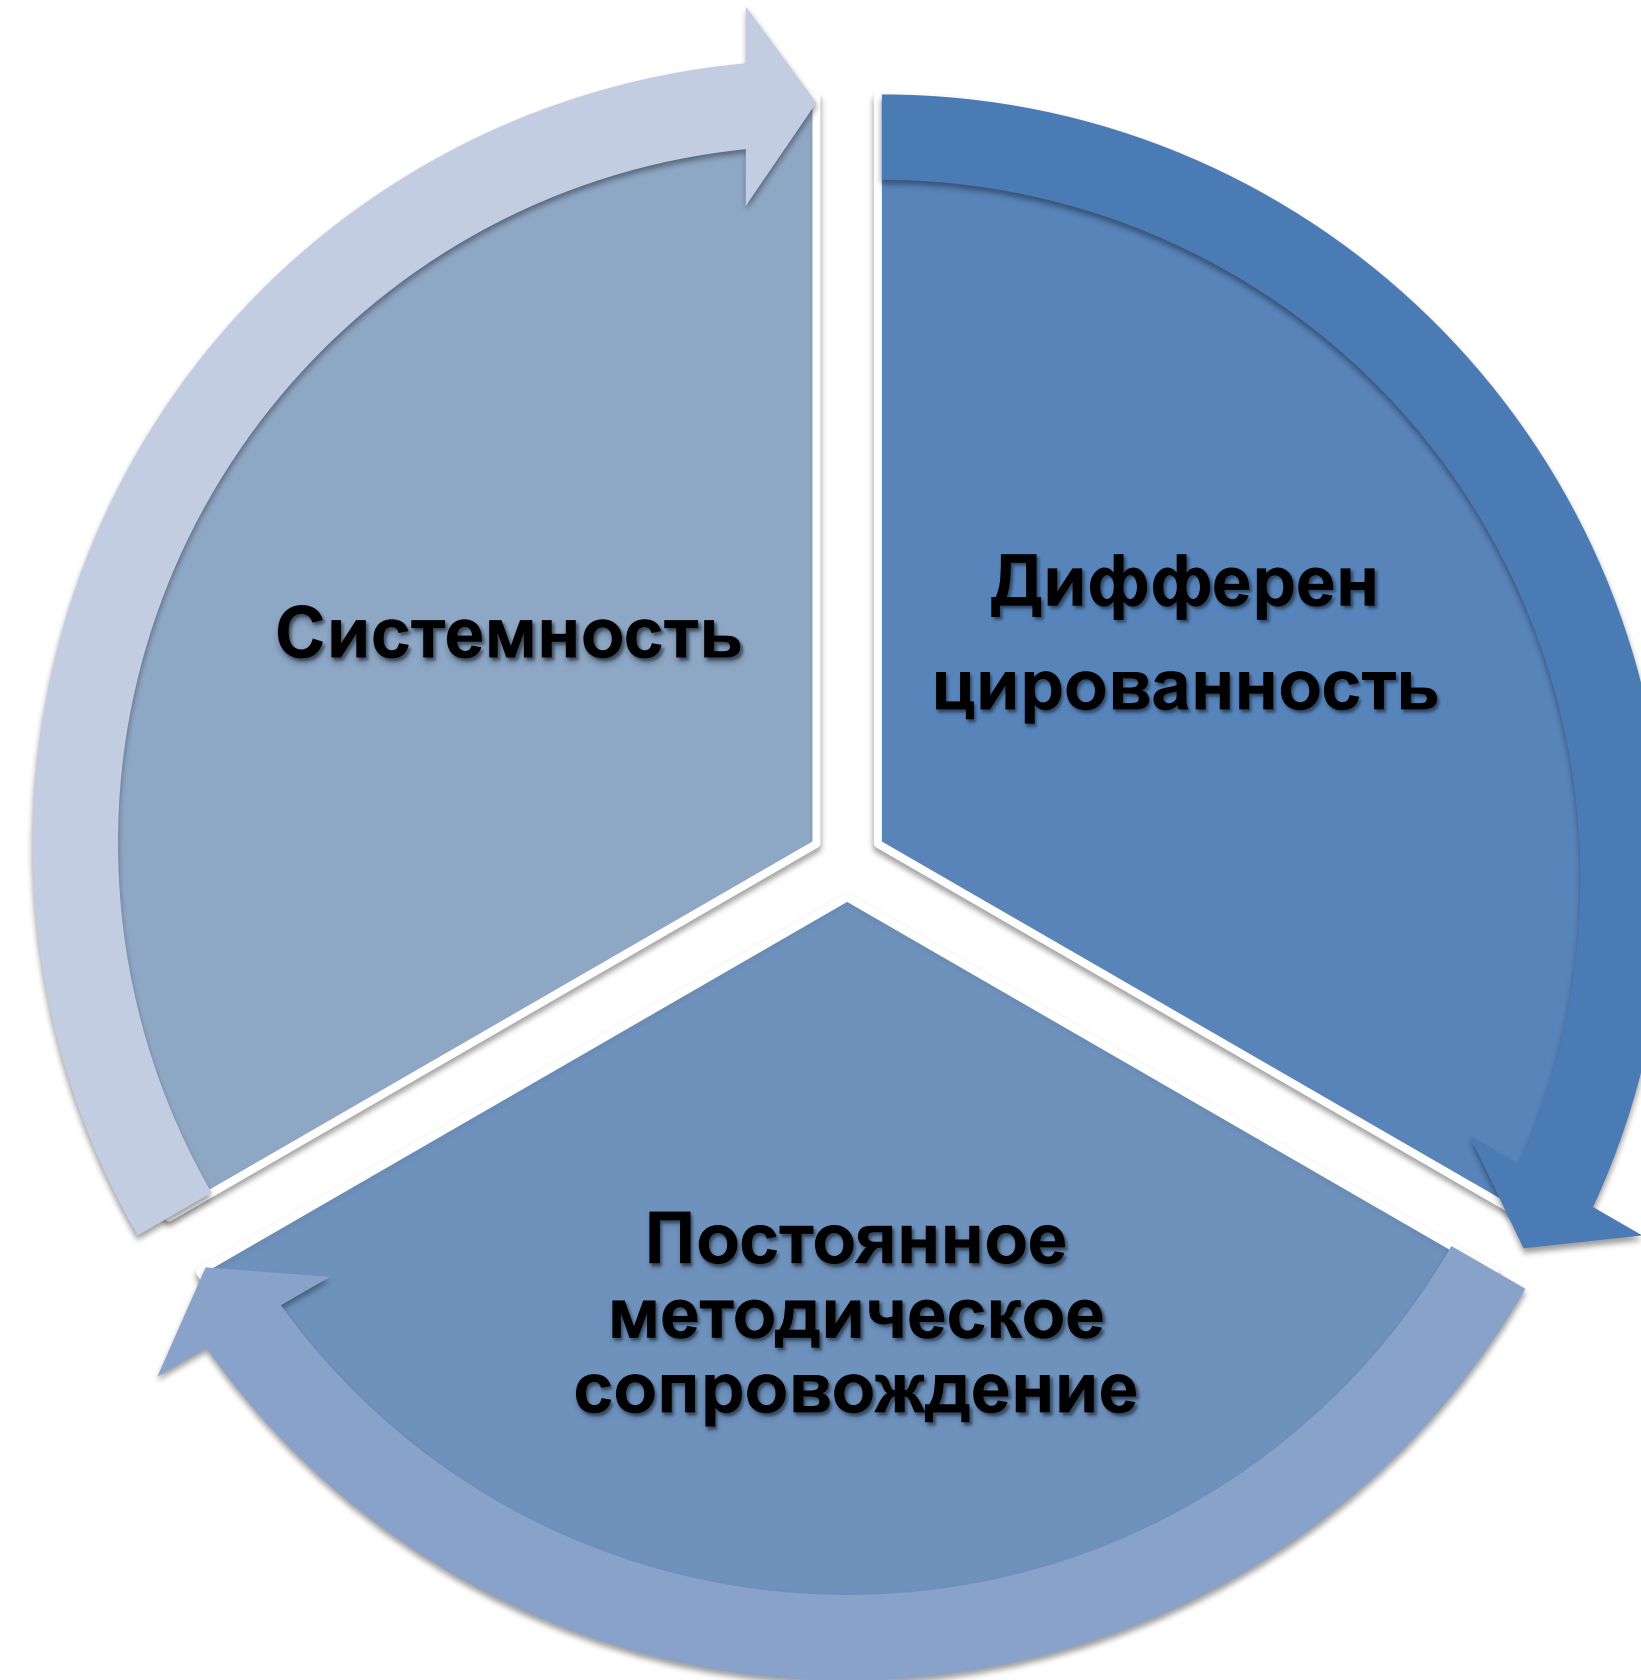 Системность
Дифферен
цированность
Постоянное
методическое
сопровождение